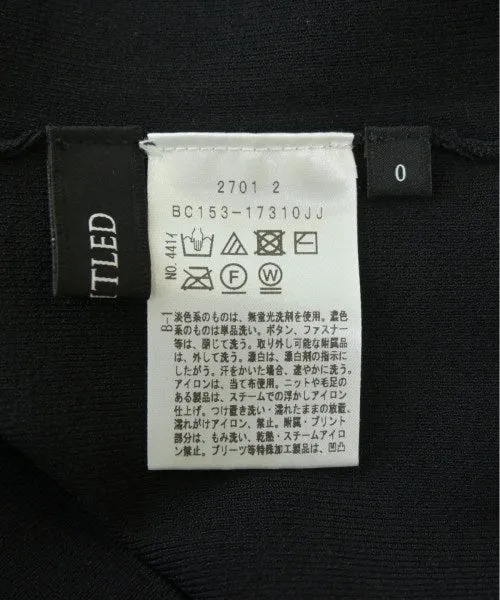 TLED
0
2701 2
BC153-17310JJ
NO.441イ
F
W
B-1
淡色系のものは、無蛍光洗剤を使用。濃色
系のものは単品洗い。ボタン、ファスナー
等は、閉じて洗う。取り外し可能な附属品
は、外して洗う。漂白は、漂白剤の指示に
したがう。汗をかいた場合、速やかに洗う。
アイロンは、当て布使用。ニットや毛足の
ある製品は、スチームでの浮かしアイロン
仕上げ。つけ置き洗い・濡れたままの放置、
濡れがけアイロン、禁止。附属・プリント
部分は、もみ洗い、乾熱・スチームアイロ
ン禁止。プリーツ等特殊加工製品は、凹凸